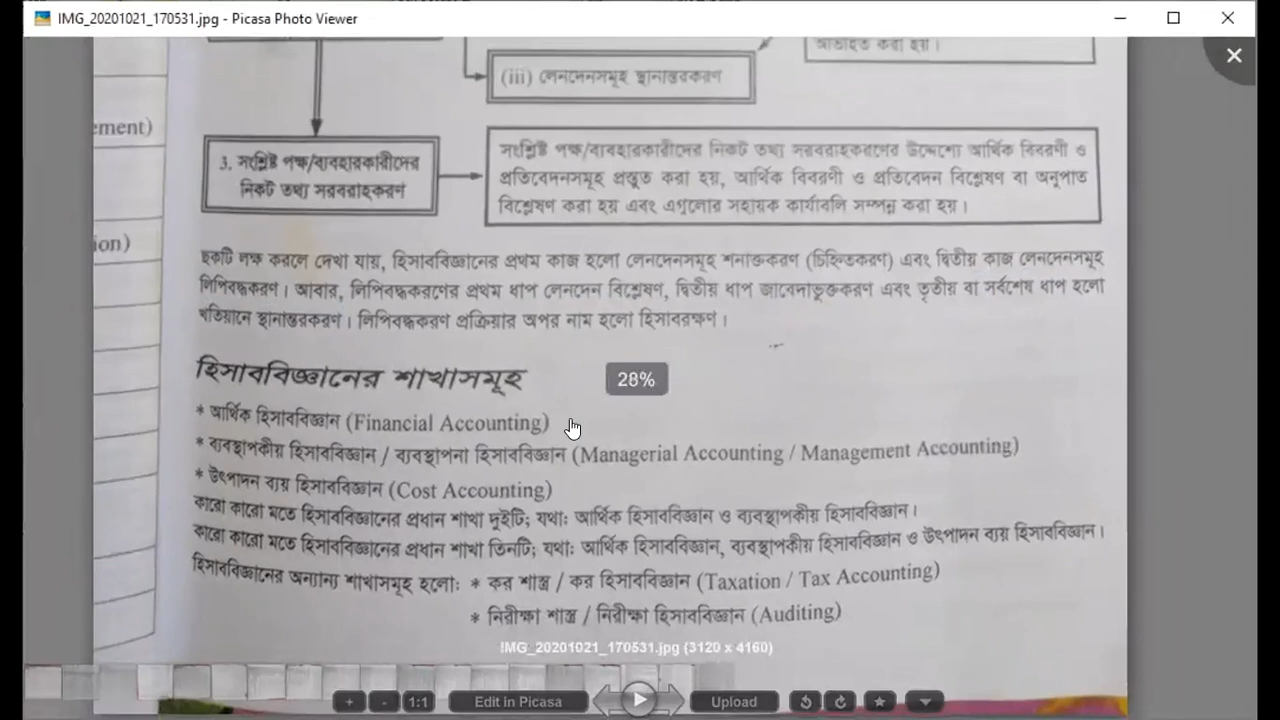 IMG_20201021_170531.jpg - Picasa Photo Viewer
করা হয়।
(iii) লেনদেনসমূহ স্থানান্তরকরণ
ement)
3. সংশ্লিষ্ট পক্ষ/ব্যবহারকারীদের
নিকট তথ্য সরবরাহকরণ
সংশ্লিষ্ট পক্ষ/ব্যবহারকারীদের নিকট তথ্য সরবরাহকরণের উদ্দেশ্যে আর্থিক বিবরণী ও
প্রতিবেদনসমূহ প্রস্তুত করা হয়, আর্থিক বিবরণী ও প্রতিবেদন বিশ্লেষণ বা অনুপাত
বিশ্লেষণ করা হয় এবং এগুলোর সহায়ক কার্যাবলি সম্পন্ন করা হয়।
ion)
ছকটি লক্ষ করলে দেখা যায়, হিসাববিজ্ঞানের প্রথম কাজ হলো লেনদেনসমূহ শনাক্তকরণ (চিহ্নিতকরণ) এবং দ্বিতীয় কাজ লেনদেনসমূহ
লিপিবদ্ধকরণ। আবার, লিপিবদ্ধকরণের প্রথম ধাপ লেনদেন বিশ্লেষণ, দ্বিতীয় ধাপ জাবেদাভুক্তকরণ এবং তৃতীয় বা সর্বশেষ ধাপ হলো
খতিয়ানে স্থানান্তরকরণ। লিপিবদ্ধকরণ প্রক্রিয়ার অপর নাম হলো হিসাবরক্ষণ।
হিসাববিজ্ঞানের শাখাসমূহ
28%
* আর্থিক হিসাববিজ্ঞান (Financial Accounting)
* ব্যবস্থাপকীয় হিসাববিজ্ঞান / ব্যবস্থাপনা হিসাববিজ্ঞান (Managerial Accounting / Management Accounting)
* উৎপাদন ব্যয় হিসাববিজ্ঞান (Cost Accounting)
কারো কারো মতে হিসাববিজ্ঞানের প্রধান শাখা দুইটি; যথা: আর্থিক হিসাববিজ্ঞান ও ব্যবস্থাপকীয় হিসাববিজ্ঞান।
কারো কারো মতে হিসাববিজ্ঞানের প্রধান শাখা তিনটি; যথা: আর্থিক হিসাববিজ্ঞান, ব্যবস্থাপকীয় হিসাববিজ্ঞান ও উৎপাদন ব্যয় হিসাববিজ্ঞান।
হিসাববিজ্ঞানের অন্যান্য শাখাসমূহ হলো: * কর শাস্ত্র / কর হিসাববিজ্ঞান (Taxation / Tax Accounting)
* নিরীক্ষা শাস্ত্র / নিরীক্ষা হিসাববিজ্ঞান (Auditing)
IMG_20201021_170531.jpg (3120 x 4160)
1:1 Edit in Picasa Upload